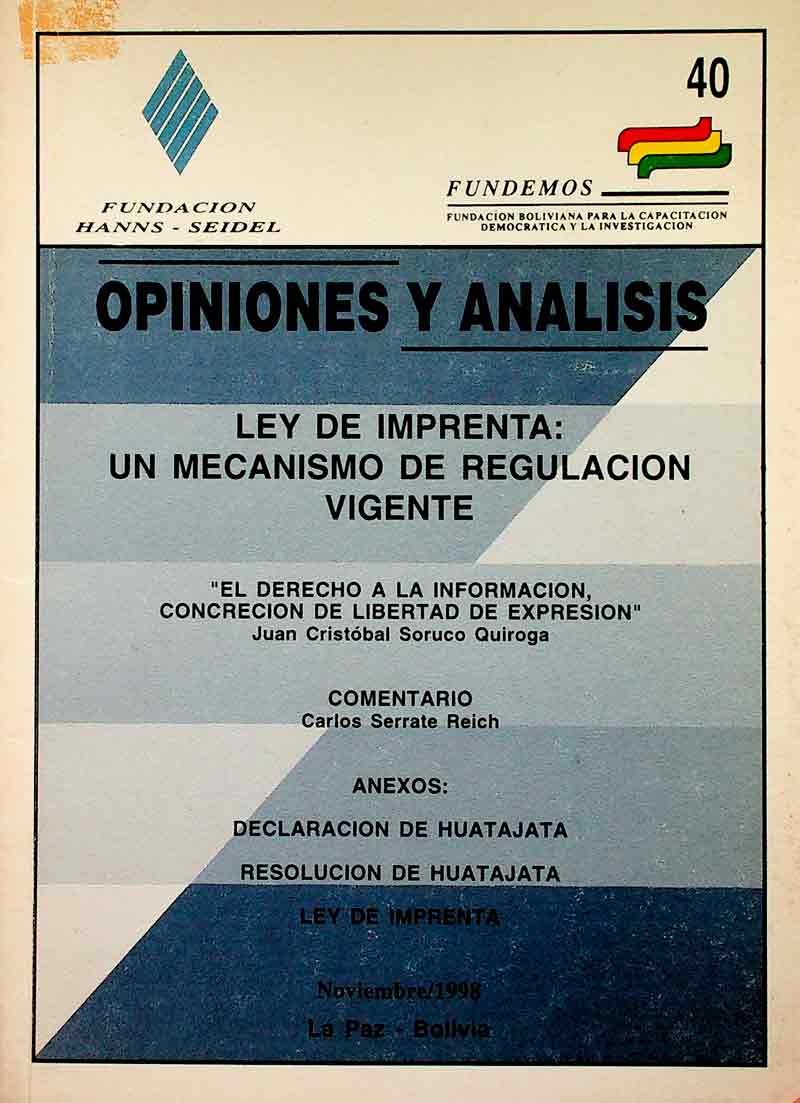 40
FUNDACION
HANNS - SEIDEL
FUNDEMOS
FUNDACION BOLIVIANA PARA LA CAPACITACION
DEMOCRATICA Y LA INVESTIGACION
OPINIONES Y ANALISIS
LEY DE IMPRENTA:
UN MECANISMO DE REGULACION
VIGENTE
"EL DERECHO A LA INFORMACION,
CONCRECION DE LIBERTAD DE EXPRESION"
Juan Cristóbal Soruco Quiroga
COMENTARIO
Carlos Serrate Reich
ANEXOS:
DECLARACION DE HUATAJATA
RESOLUCION DE HUATAJATA
LEY DE IMPRENTA
Noviembre/1998
La Paz - Bolivia